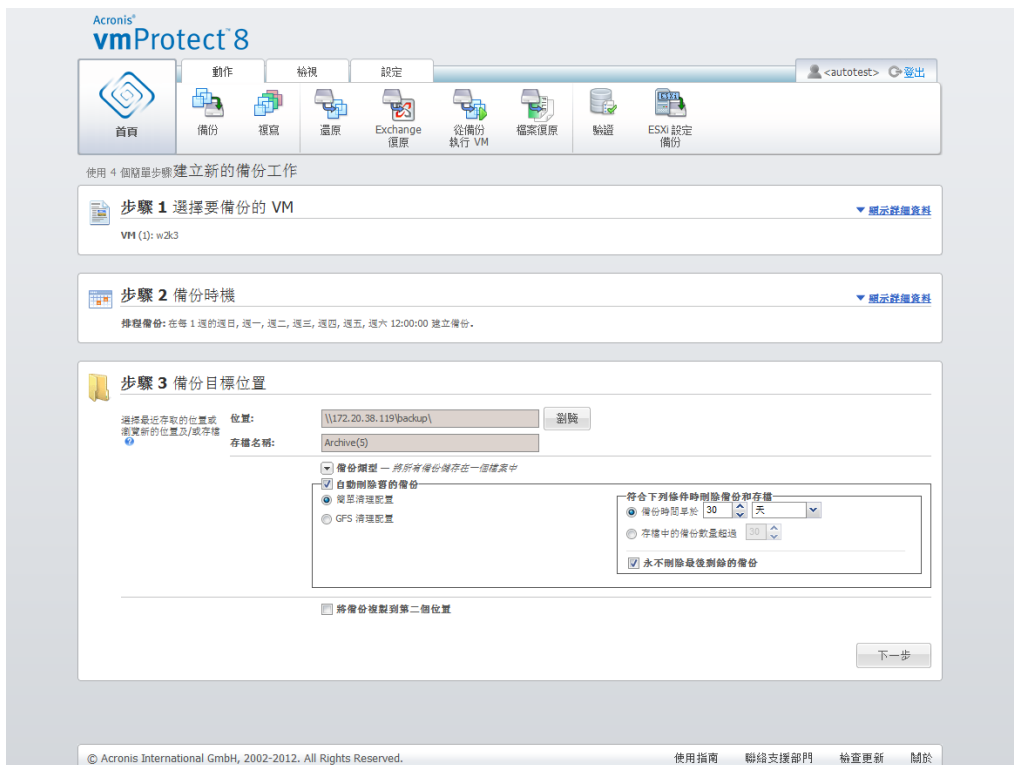 Acronis®
vmProtect™8
動作
檢視
設定
<autotest>
登出
首頁
備份
複寫
還原
Exchange
復原
從備份
執行 VM
檔案復原
驗證
ESXi 設定
備份
使用 4 個簡單步驟建立新的備份工作
步驟 1 選擇要備份的 VM
顯示詳細資料
VM (1): w2k3
步驟 2 備份時機
顯示詳細資料
排程備份: 在每 1 週的週日, 週一, 週二, 週三, 週四, 週五, 週六 12:00:00 建立備份。
步驟 3 備份目標位置
選擇最近存取的位置或
瀏覽新的位置及/或存檔
位置:
\\172.20.38.119\backup\
瀏覽
存檔名稱:
Archive(5)
備份類型 — 將所有備份儲存在一個檔案中
自動刪除舊的備份
簡單清理配置
GFS 清理配置
符合下列條件時刪除備份和存檔
備份時間早於 30 天
存檔中的備份數量超過 30
永不刪除最後剩餘的備份
將備份複製到第二個位置
下一步
© Acronis International GmbH, 2002-2012. All Rights Reserved.
使用指南
聯絡支援部門
檢查更新
關於